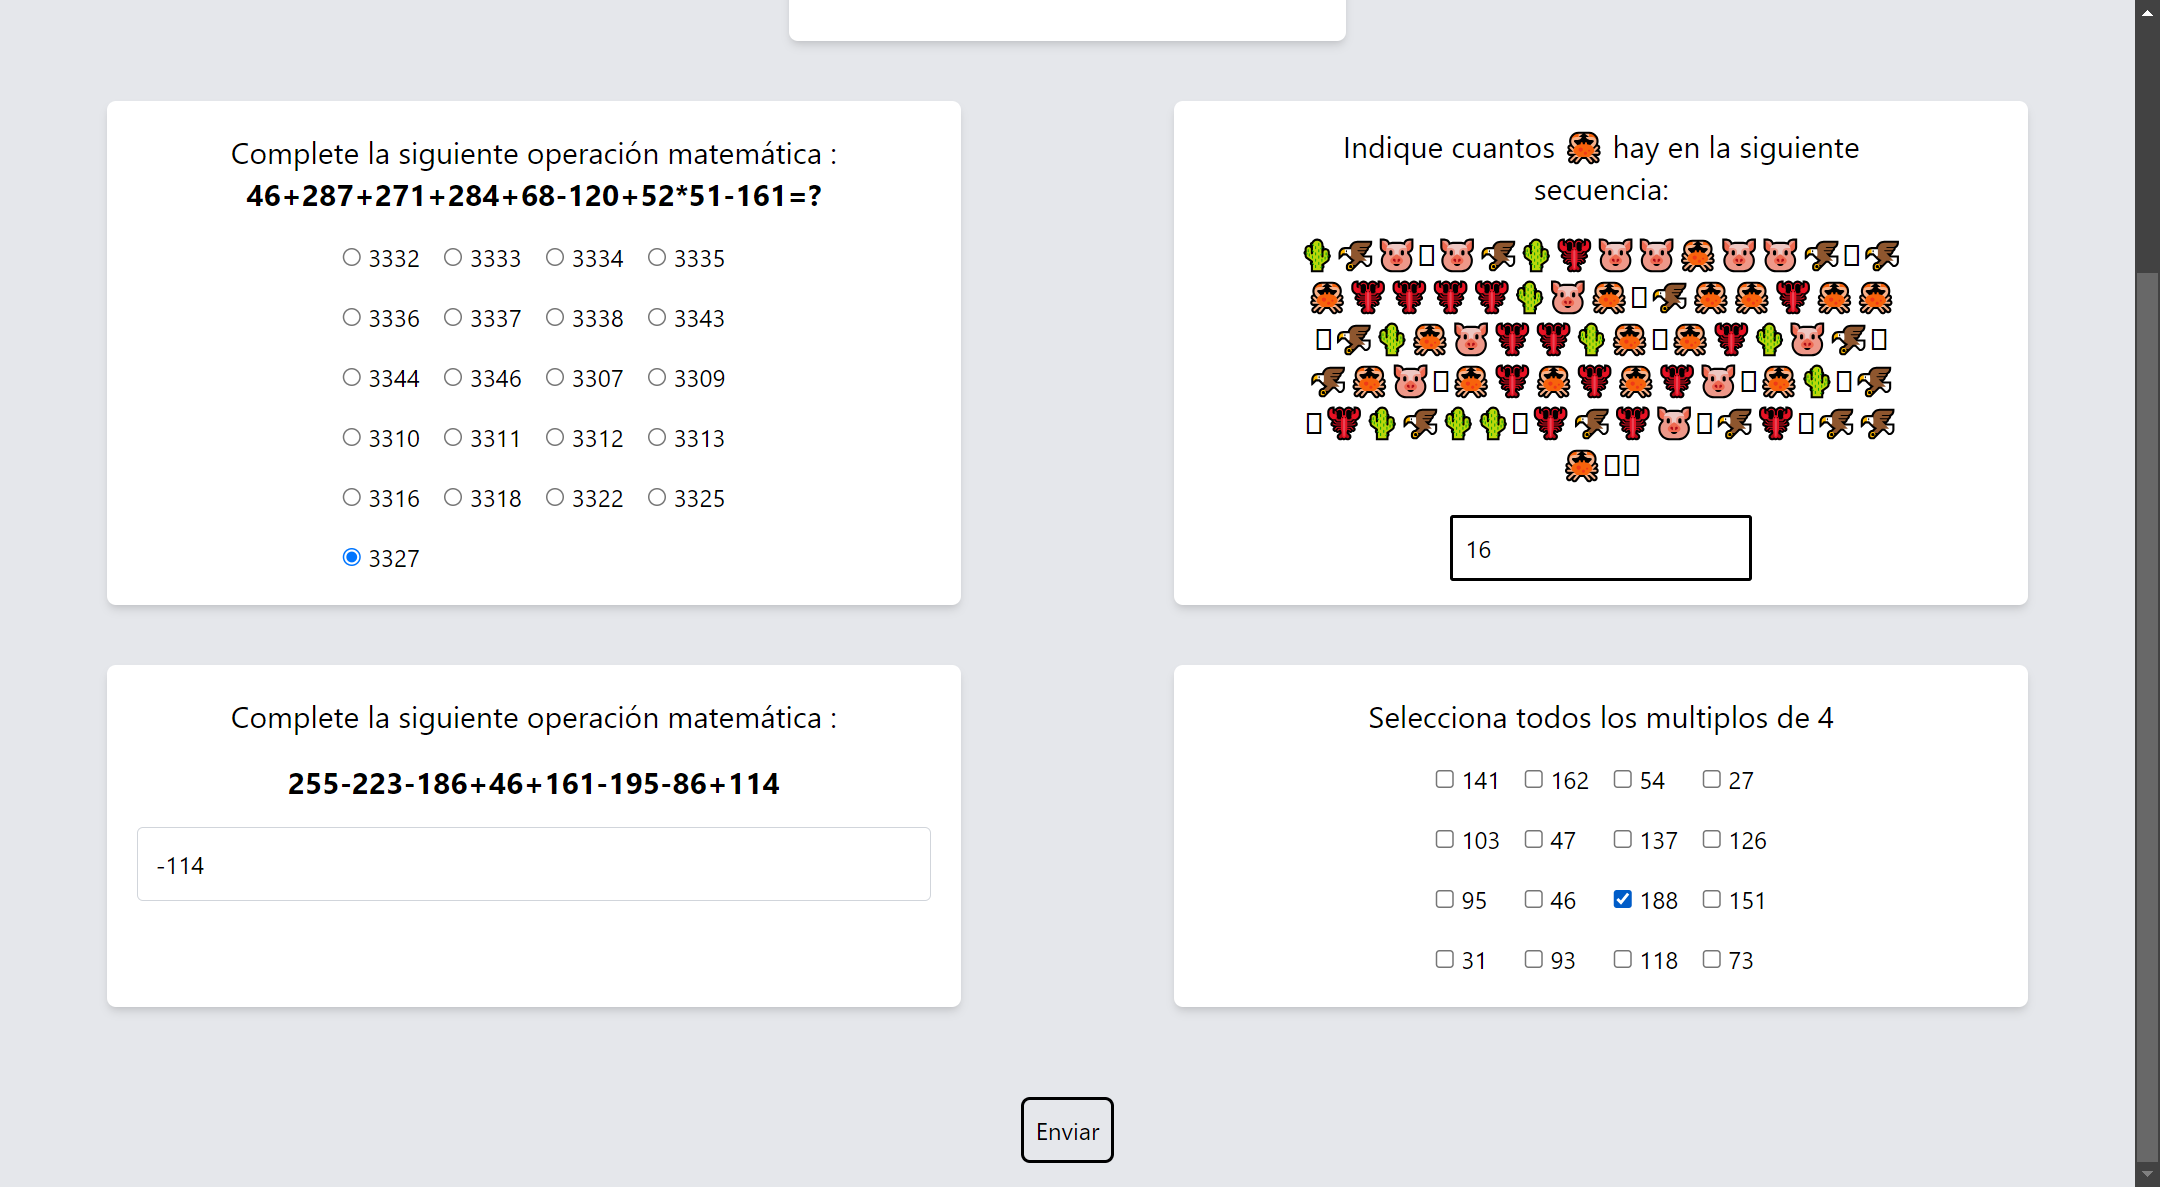 Complete la siguiente operación matemática :
46+287+271+284+68-120+52*51-161=?
3332 3333 3334 3335
3336 3337 3338 3343
3344 3346 3307 3309
3310 3311 3312 3313
3316 3318 3322 3325
3327
Indique cuantos 🦀 hay en la siguiente
secuencia:
16
Complete la siguiente operación matemática :
255-223-186+46+161-195-86+114
-114
Selecciona todos los multiplos de 4
141 162 54 27
103 47 137 126
95 46 188 151
31 93 118 73
Enviar